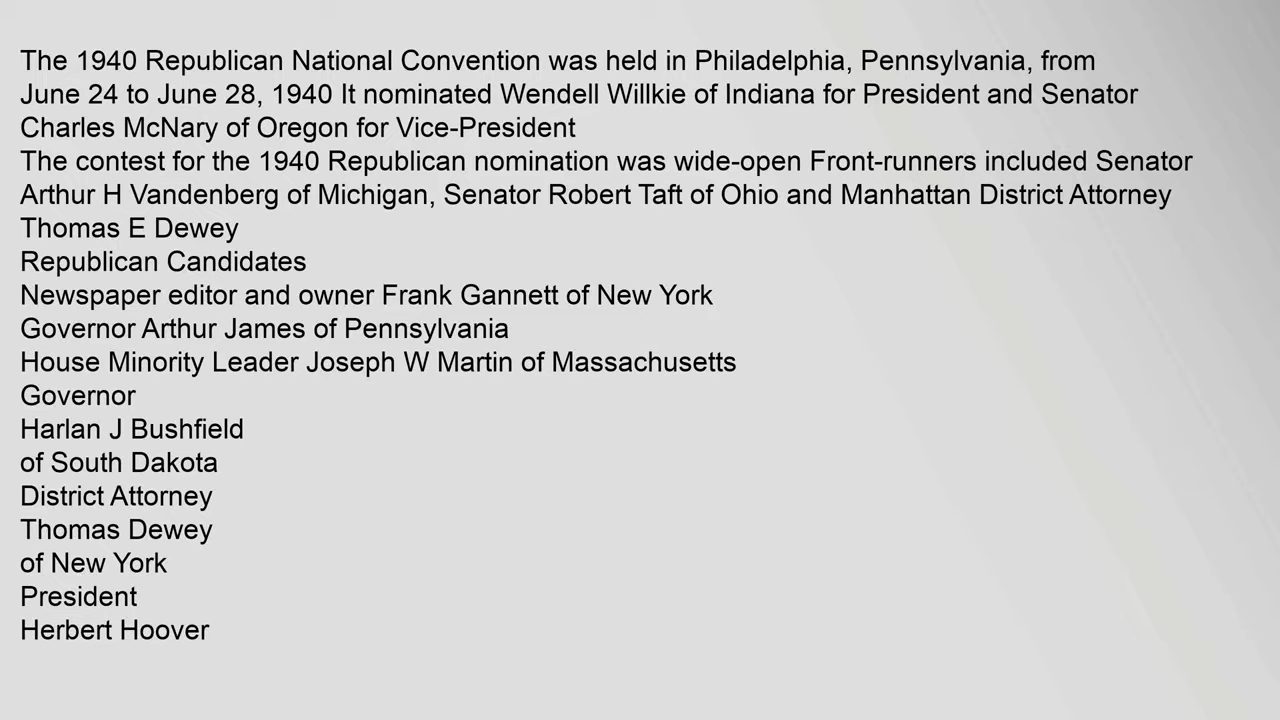 The 1940 Republican National Convention was held in Philadelphia, Pennsylvania, from
June 24 to June 28, 1940 It nominated Wendell Willkie of Indiana for President and Senator
Charles McNary of Oregon for Vice-President
The contest for the 1940 Republican nomination was wide-open Front-runners included Senator
Arthur H Vandenberg of Michigan, Senator Robert Taft of Ohio and Manhattan District Attorney
Thomas E Dewey
Republican Candidates
Newspaper editor and owner Frank Gannett of New York
Governor Arthur James of Pennsylvania
House Minority Leader Joseph W Martin of Massachusetts
Governor
Harlan J Bushfield
of South Dakota
District Attorney
Thomas Dewey
of New York
President
Herbert Hoover